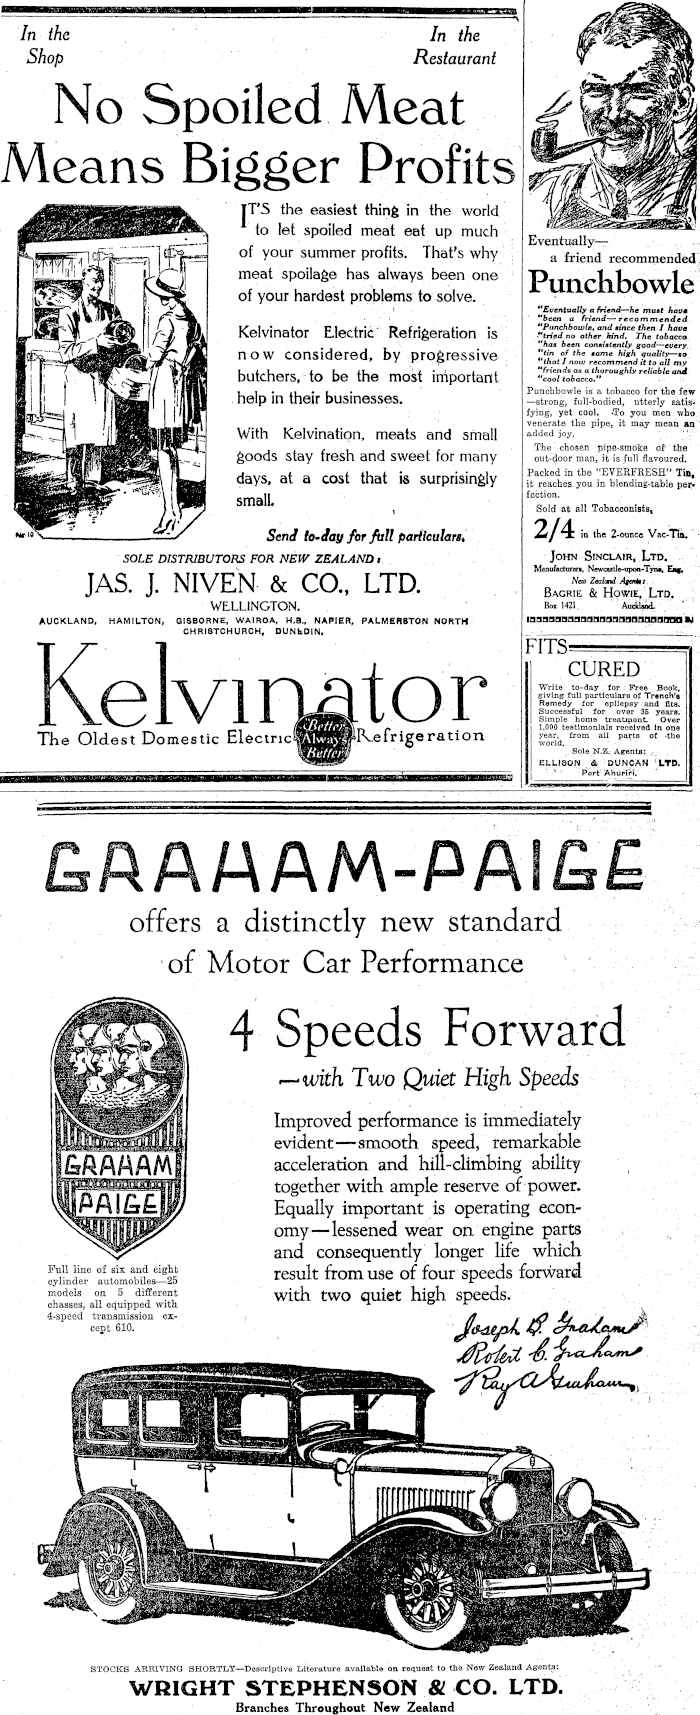 In the
Shop
In the
Restaurant
No Spoiled Meat
Means Bigger Profits
IT'S the easiest thing in the world
to let spoiled meat eat up much
of your summer profits. That's why
meat spoilage has always been one
of your hardest problems to solve.
Kelvinator Electric Refrigeration is
now considered, by progressive
butchers, to be the most important
help in their businesses.
With Kelvination, meats and small
goods stay fresh and sweet for many
days, at a cost that is surprisingly
small.
Send to-day for full particulars.
SOLE DISTRIBUTORS FOR NEW ZEALAND:
JAS. J. NIVEN & CO., LTD.
WELLINGTON.
AUCKLAND, HAMILTON, GISBORNE, WAIROA, H.B., NAPIER, PALMERSTON NORTH
CHRISTCHURCH, DUNEDIN.
Kelvinator
The Oldest Domestic Electric Refrigeration
"Better
Always
Better"
Eventually—
a friend recommended
Punchbowle
"Eventually a friend—he must have
"been a friend—recommended
"Punchbowle, and since then I have
"tried no other kind. The tobacco
"has been consistently good—every
"tin of the same high quality—so
"that I now recommend it to all my
"friends as a thoroughly reliable and
"cool tobacco."
Punchbowle is a tobacco for the few
—strong, full-bodied, utterly satis-
fying, yet cool. To you men who
venerate the pipe, it may mean an
added joy.
The chosen pipe-smoke of the
out-door man, it is full flavoured.
Packed in the "EVERFRESH" Tin,
it reaches you in blending-table per-
fection.
Sold at all Tobacconists,
2/4 in the 2-ounce Vac-Tin.
JOHN SINCLAIR, LTD.
Manufacturers, Newcastle-upon-Tyne, Eng.
New Zealand Agents:
BAGRIE & HOWIE, LTD.
Box 1421 Auckland.
FITS
CURED
Write to-day for Free Book,
giving full particulars of Trench's
Remedy for epilepsy and fits.
Successful for over 35 years.
Simple home treatment. Over
1,000 testimonials received in one
year, from all parts of the
world.
Sole N.Z. Agents:
ELLISON & DUNCAN LTD.
Port Ahuriri.
GRAHAM-PAIGE
offers a distinctly new standard
of Motor Car Performance
4 Speeds Forward
—with Two Quiet High Speeds
GRAHAM
PAIGE
Improved performance is immediately
evident—smooth speed, remarkable
acceleration and hill-climbing ability
together with ample reserve of power.
Equally important is operating econ-
omy—lessened wear on engine parts
and consequently longer life which
result from use of four speeds forward
with two quiet high speeds.
Full line of six and eight
cylinder automobiles—25
models on 5 different
chasses, all equipped with
4-speed transmission ex-
cept 610.
Joseph B. Graham
Robert C. Graham
Ray A Graham
STOCKS ARRIVING SHORTLY—Descriptive Literature available on request to the New Zealand Agents:
WRIGHT STEPHENSON & CO. LTD.
Branches Throughout New Zealand